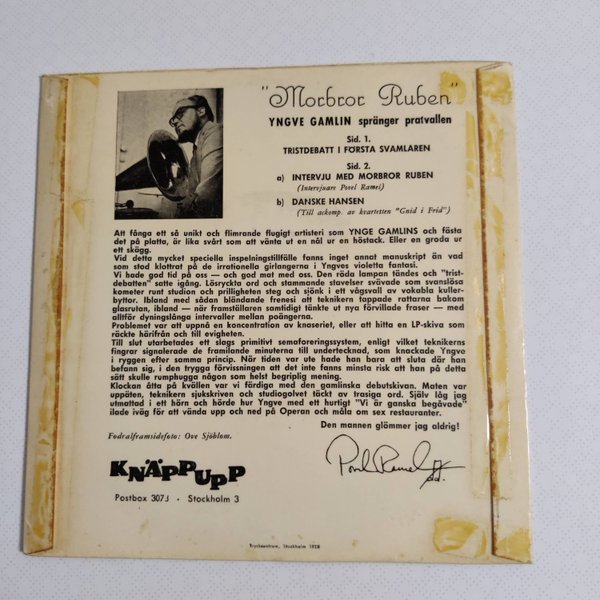 "Morbror Ruben"
YNGVE GAMLIN spränger pratvallen
Sid. 1.
TRISTDEBATT I FÖRSTA SVAMLAREN
Sid. 2.
a) INTERVJU MED MORBROR RUBEN
(Intervjuare Povel Ramel)
b) DANSKE HANSEN
(Till ackomp. av kvartetten "Gnid i Frid")
Att fånga ett så unikt och flimrande flugigt artisteri som YNGE GAMLINS och fästa
det på platta, är lika svårt som att vänta ut en nål ur en höstack. Eller en groda ur
ett skägg.
Vid detta mycket speciella inspelningstillfälle fanns inget annat manuskript än vad
som stod klottrat på de irrationella girlangerna i Yngves violetta fantasi.
Vi hade god tid på oss — och god mat med oss. Den röda lampan tändes och "trist-
debatten" satte igång. Lösryckta ord och stammande stavelser svävade som svanslösa
kometer runt studion och prilligheten steg och sjönk i ett vågsvall av vokabla kuller-
byttor. Ibland med sådan bländande frenesi att teknikern tappade rattarna bakom
glasrutan, ibland — när framställaren samtidigt tänkte ut nya förvillade fraser — med
alltför dyningslånga intervaller mellan poängerna.
Problemet var att uppnå en koncentration av knaseriet, eller att hitta en LP-skiva som
räckte härifrån och till evigheten.
Till slut utarbetades ett slags primitivt semaforeringssystem, enligt vilket teknikerns
fingrar signalerade de framilande minuterna till undertecknad, som knackade Yngve
i ryggen efter samma princip. När tiden var ute hade han bara att sluta där han
befann sig, i den trygga förvissningen att det inte fanns minsta risk att han på detta
sätt skulle rumphugga någon som helst begriplig mening.
Klockan åtta på kvällen var vi färdiga med den gamlinska debutskivan. Maten var
uppäten, teknikern sjukskriven och studiogolvet täckt av trasiga ord. Själv låg jag
utmattad i ett hörn och hörde hur Yngve med ett hurtigt "Vi är ganska begåvade"
ilade iväg för att vända upp och ned på Operan och måla om sex restauranter.
Den mannen glömmer jag aldrig!
Fodralframsidefoto: Ove Sjöblom.
Povel Ramel
KNÄPPUPP
Postbox 3073 · Stockholm 3
Tryckcentrum, Stockholm 1958